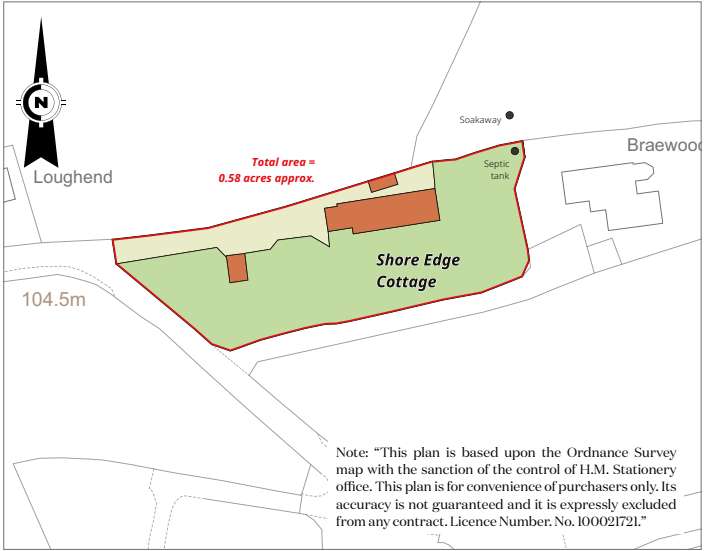 N
Soakaway
Braewood
Total area =
0.58 acres approx.
Septic
tank
Loughend
Shore Edge
Cottage
104.5m
Note: “This plan is based upon the Ordnance Survey
map with the sanction of the control of H.M. Stationery
office. This plan is for convenience of purchasers only. Its
accuracy is not guaranteed and it is expressly excluded
from any contract. Licence Number. No. 100021721.”